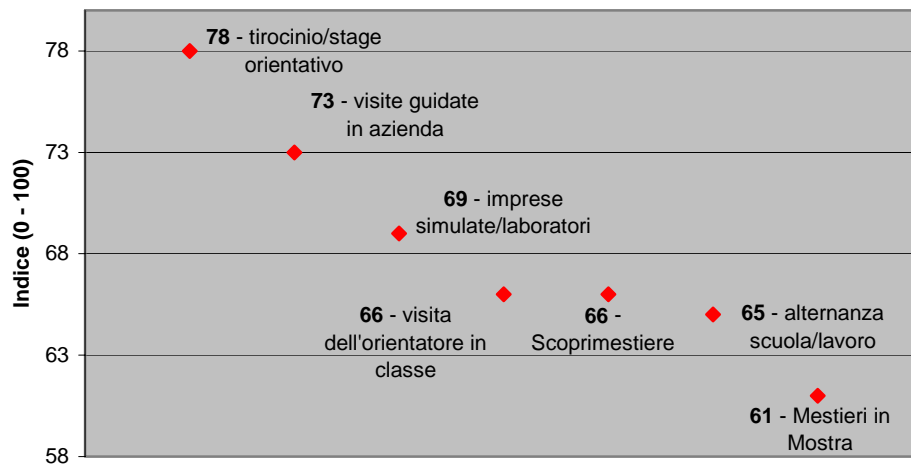 78
73
68
63
58
Indice (0 - 100)
78 - tirocinio/stage
orientativo
73 - visite guidate
in azienda
69 - imprese
simulate/laboratori
66 - visita
dell'orientatore in
classe
66 -
Scoprimestiere
65 - alternanza
scuola/lavoro
61 - Mestieri in
Mostra